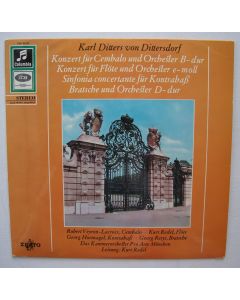 Karl Ditters von Dittersdorf
Konzert für Cembalo und Orchester B-dur
Konzert für Flöte und Orchester e-moll
Sinfonia concertante für Kontrabaß
Bratsche und Orchester D-dur
Columbia
STEREO
Robert Veyron-Lacroix, Cembalo · Kurt Redel, Flöte
Georg Hörtnagel, Kontrabaß · Georg Retyi, Bratsche
Das Kammerorchester Pro Arte München
Leitung: Kurt Redel